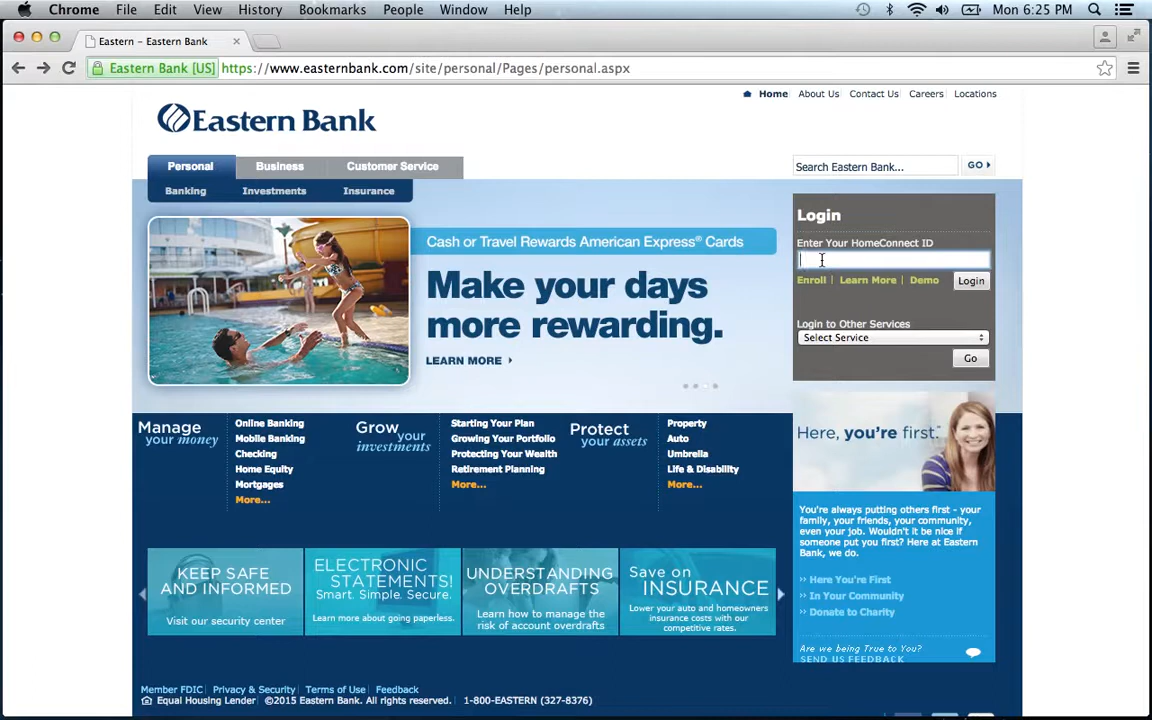 Chrome File Edit View History Bookmarks People Window Help Mon 6:25 PM
Eastern – Eastern Bank
Eastern Bank [US] https://www.easternbank.com/site/personal/Pages/personal.aspx
Home About Us Contact Us Careers Locations
Eastern Bank
Personal Business Customer Service
Search Eastern Bank... GO
Banking Investments Insurance
Login
Enter Your HomeConnect ID
Enroll | Learn More | Demo Login
Login to Other Services
Select Service
Go
Cash or Travel Rewards American Express® Cards
Make your days
more rewarding.
LEARN MORE
Manage
your money
Online Banking
Mobile Banking
Checking
Home Equity
Mortgages
More...
Grow
your
investments
Starting Your Plan
Growing Your Portfolio
Protecting Your Wealth
Retirement Planning
More...
Protect
your assets
Property
Auto
Umbrella
Life & Disability
More...
Here, you're first.™
You're always putting others first - your
family, your friends, your community,
even your job. Wouldn't it be nice if
someone put you first? Here at Eastern
Bank, we do.
>> Here You're First
>> In Your Community
>> Donate to Charity
Are we being True to You?
SEND US FEEDBACK
KEEP SAFE
AND INFORMED
Visit our security center
ELECTRONIC
STATEMENTS!
Smart. Simple. Secure.
Learn more about going paperless.
UNDERSTANDING
OVERDRAFTS
Learn how to manage the
risk of account overdrafts
Save on
INSURANCE
Lower your auto and homeowners
insurance costs with our
competitive rates.
Member FDIC | Privacy & Security | Terms of Use | Feedback
Equal Housing Lender | ©2015 Eastern Bank. All rights reserved. | 1-800-EASTERN (327-8376)